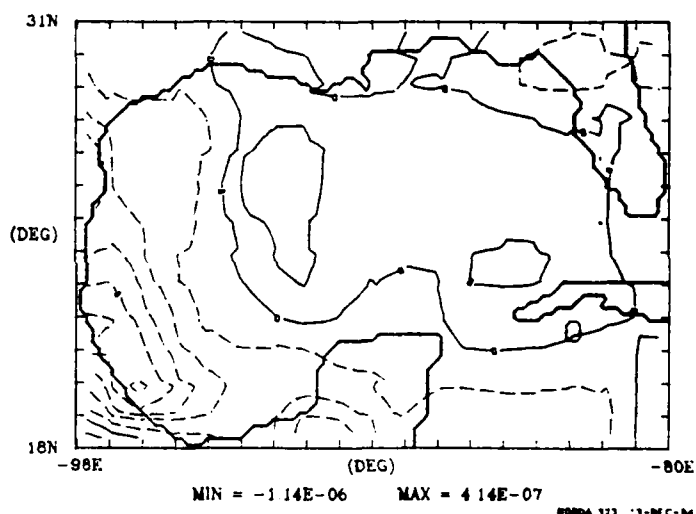 31N
(DEG)
18N
-98E (DEG) -80E
MIN = -1 14E-06 MAX = 4 14E-07